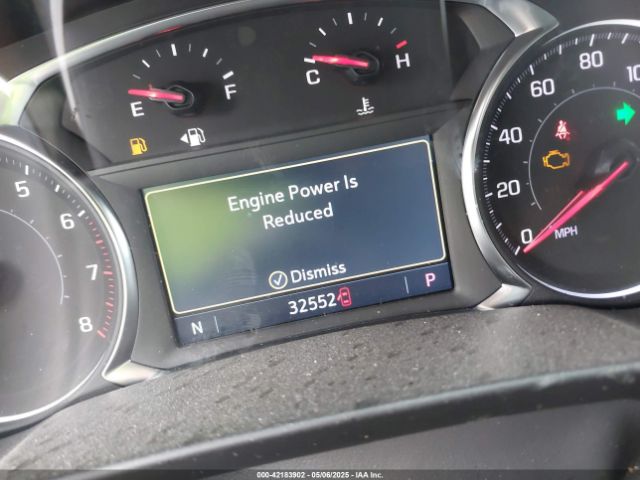 E F
C H
Engine Power Is
Reduced
Dismiss
N 32552 P
5
6
7
8
0
20
40
60
80
10
MPH
000-42183902 - 05/06/2025 - IAA Inc.